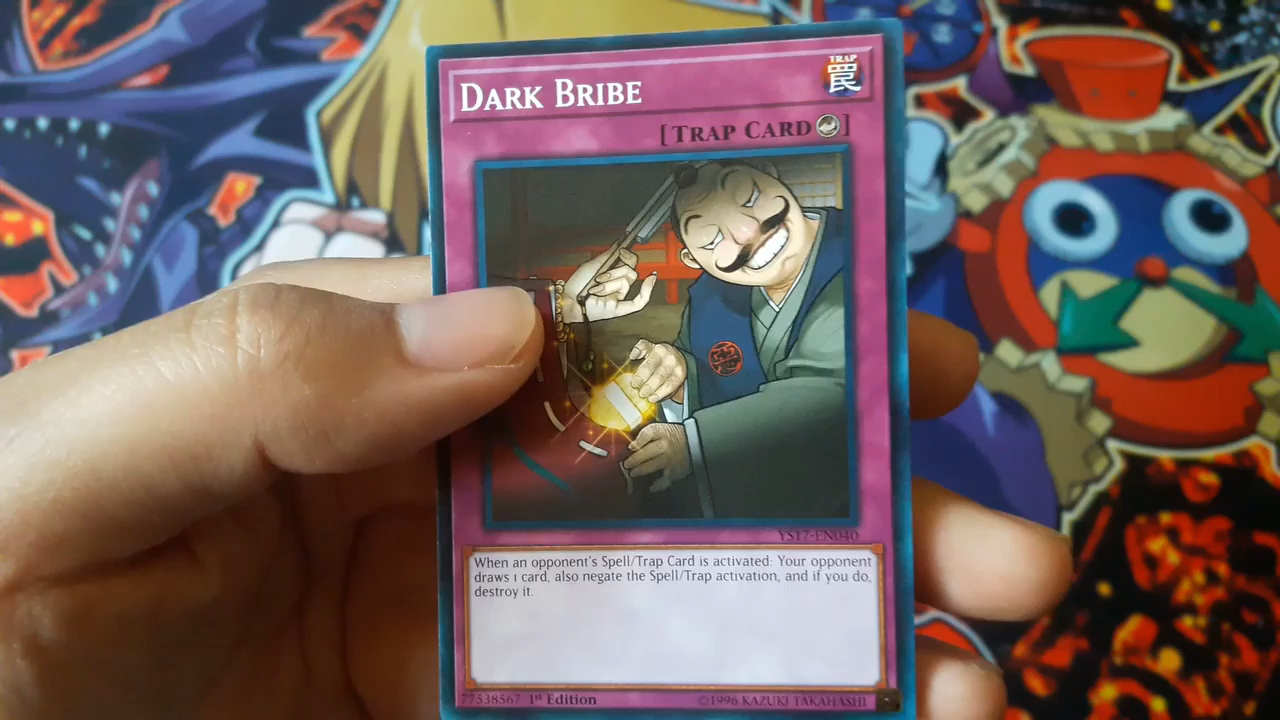 DARK BRIBE
TRAP
罠
[TRAP CARD]
YS17-EN040
When an opponent's Spell/Trap Card is activated: Your opponent
draws 1 card, also negate the Spell/Trap activation, and if you do,
destroy it.
77538567 1st Edition ©1996 KAZUKI TAKAHASHI